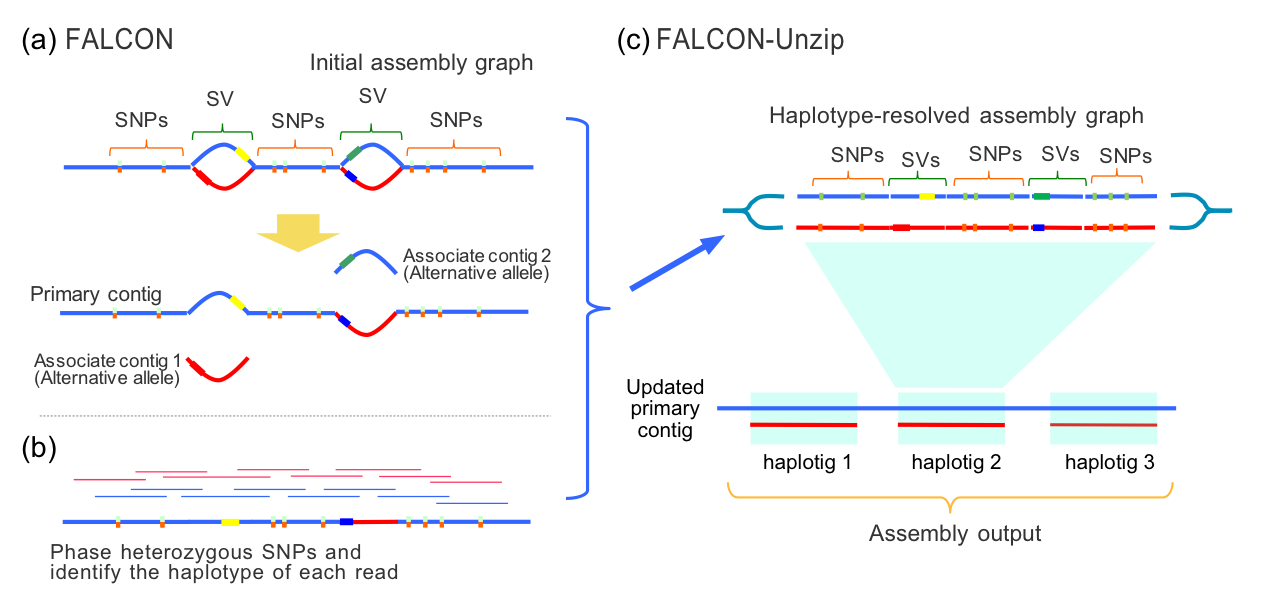 (a) FALCON
Initial assembly graph
SV
SV
SNPs
SNPs
SNPs
Associate contig 2
(Alternative allele)
Primary contig
Associate contig 1
(Alternative allele)
(b)
Phase heterozygous SNPs and
identify the haplotype of each read
(c) FALCON-Unzip
Haplotype-resolved assembly graph
SNPs
SVs
SNPs
SVs
SNPs
Updated
primary
contig
haplotig 1
haplotig 2
haplotig 3
Assembly output